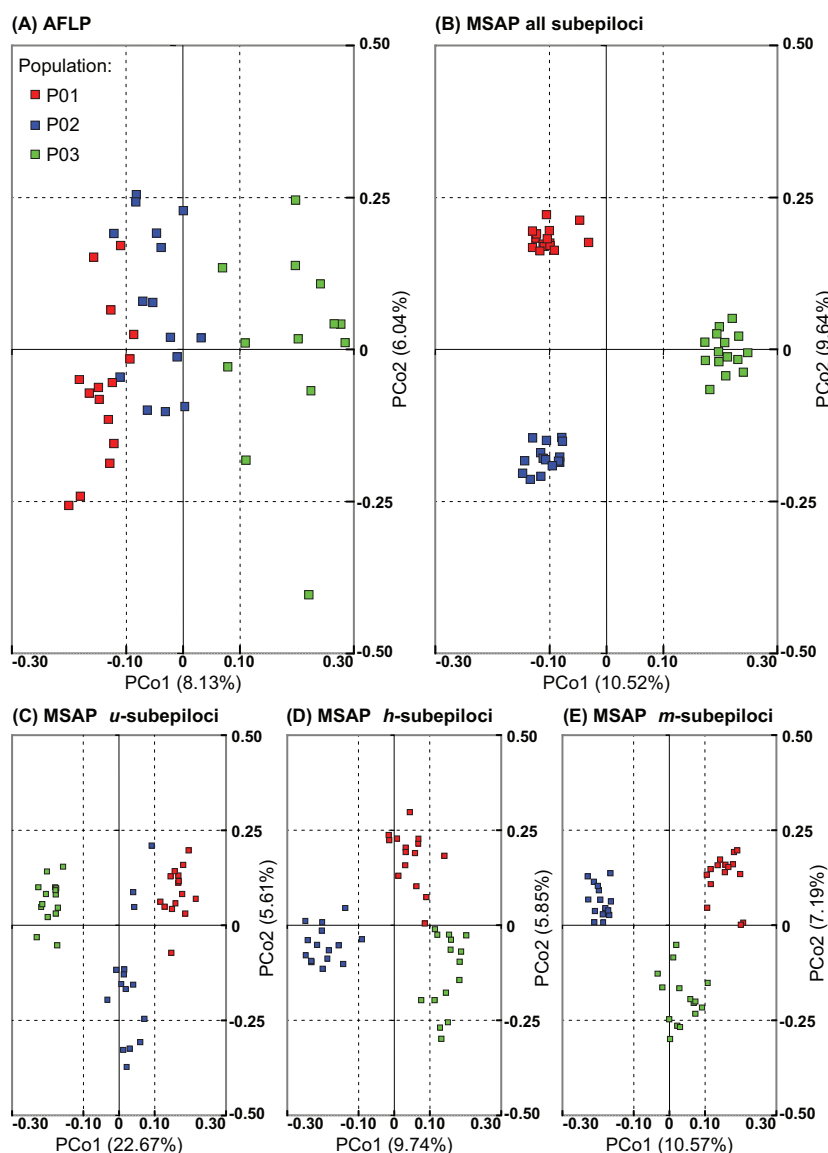 (A) AFLP
Population:
P01
P02
P03
0.50
0.25
0
-0.25
-0.50
PCo2 (6.04%)
-0.30 -0.10 0 0.10 0.30
PCo1 (8.13%)
(B) MSAP all subepiloci
0.50
0.25
0
-0.25
-0.50
PCo2 (9.64%)
-0.30 -0.10 0 0.10 0.30
PCo1 (10.52%)
(C) MSAP u-subepiloci
0.50
0.25
0
-0.25
-0.50
PCo2 (5.61%)
-0.30 -0.10 0 0.10 0.30
PCo1 (22.67%)
(D) MSAP h-subepiloci
0.50
0.25
0
-0.25
-0.50
PCo2 (5.85%)
-0.30 -0.10 0 0.10 0.30
PCo1 (9.74%)
(E) MSAP m-subepiloci
0.50
0.25
0
-0.25
-0.50
PCo2 (7.19%)
-0.30 -0.10 0 0.10 0.30
PCo1 (10.57%)